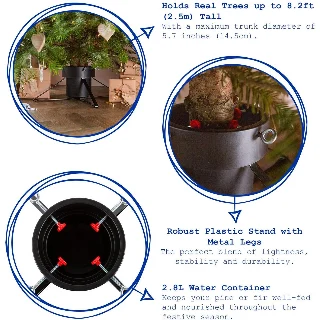 Holds Real Trees up to 8.2ft
(2.5m) Tall
With a maximum trunk diameter of
5.7 inches (14.5cm).
Robust Plastic Stand with
Metal Legs
The perfect blend of lightness,
stability and durability.
2.8L Water Container
Keeps your pine or fir well-fed
and nourished throughout the
festive season.